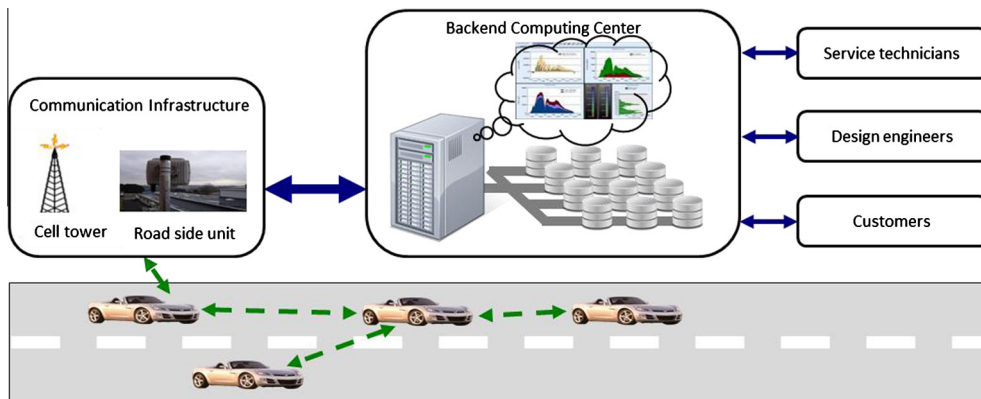 Backend Computing Center
Communication Infrastructure
Cell tower
Road side unit
Service technicians
Design engineers
Customers